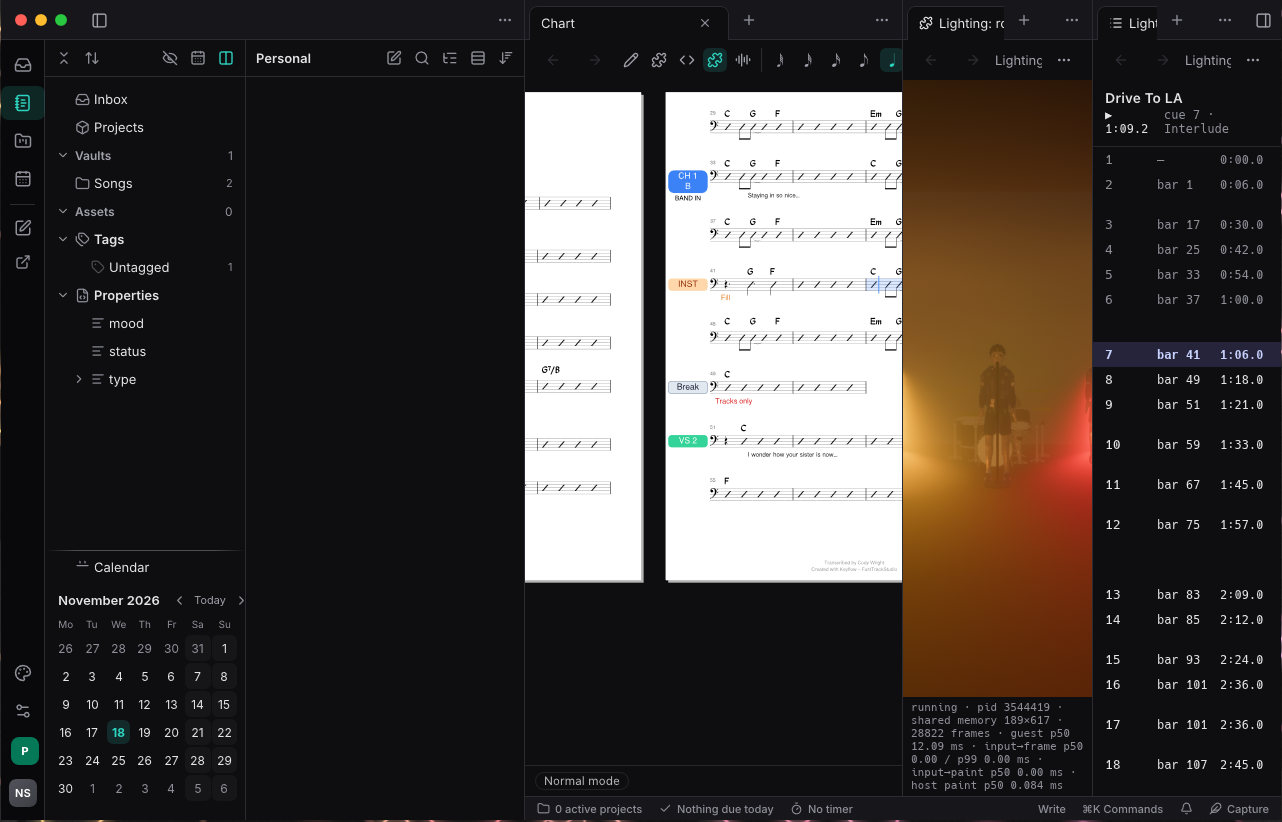 Chart
Lighting: ro
Light
Personal
Lighting
Lighting
Inbox
Projects
Vaults 1
Songs 2
Assets 0
Tags
Untagged 1
Properties
mood
status
type
Calendar
November 2026 Today
Mo Tu We Th Fr Sa Su
26 27 28 29 30 31 1
2 3 4 5 6 7 8
9 10 11 12 13 14 15
16 17 18 19 20 21 22
23 24 25 26 27 28 29
30 1 2 3 4 5 6
P
NS
G7/B
C G F Em G
C G F C G
CH 1
B
BAND IN
Staying in so nice...
37 C G F Em G
41 G F C G
INST
Fill
C G F Em G
C
Break
Tracks only
51 C
VS 2
I wonder how your sister is now...
F
Transcribed by Cody Wright
Created with Keyflow - FastTrackStudio
Normal mode
running · pid 3544419 ·
shared memory 189×617 ·
28822 frames · guest p50
12.09 ms · input→frame p50
0.00 / p99 0.00 ms ·
input→paint p50 0.00 ms ·
host paint p50 0.084 ms
Drive To LA
▶ 1:09.2 cue 7 · Interlude
1 — 0:00.0
2 bar 1 0:06.0
3 bar 17 0:30.0
4 bar 25 0:42.0
5 bar 33 0:54.0
6 bar 37 1:00.0
7 bar 41 1:06.0
8 bar 49 1:18.0
9 bar 51 1:21.0
10 bar 59 1:33.0
11 bar 67 1:45.0
12 bar 75 1:57.0
13 bar 83 2:09.0
14 bar 85 2:12.0
15 bar 93 2:24.0
16 bar 101 2:36.0
17 bar 101 2:36.0
18 bar 107 2:45.0
0 active projects Nothing due today No timer Write ⌘K Commands Capture